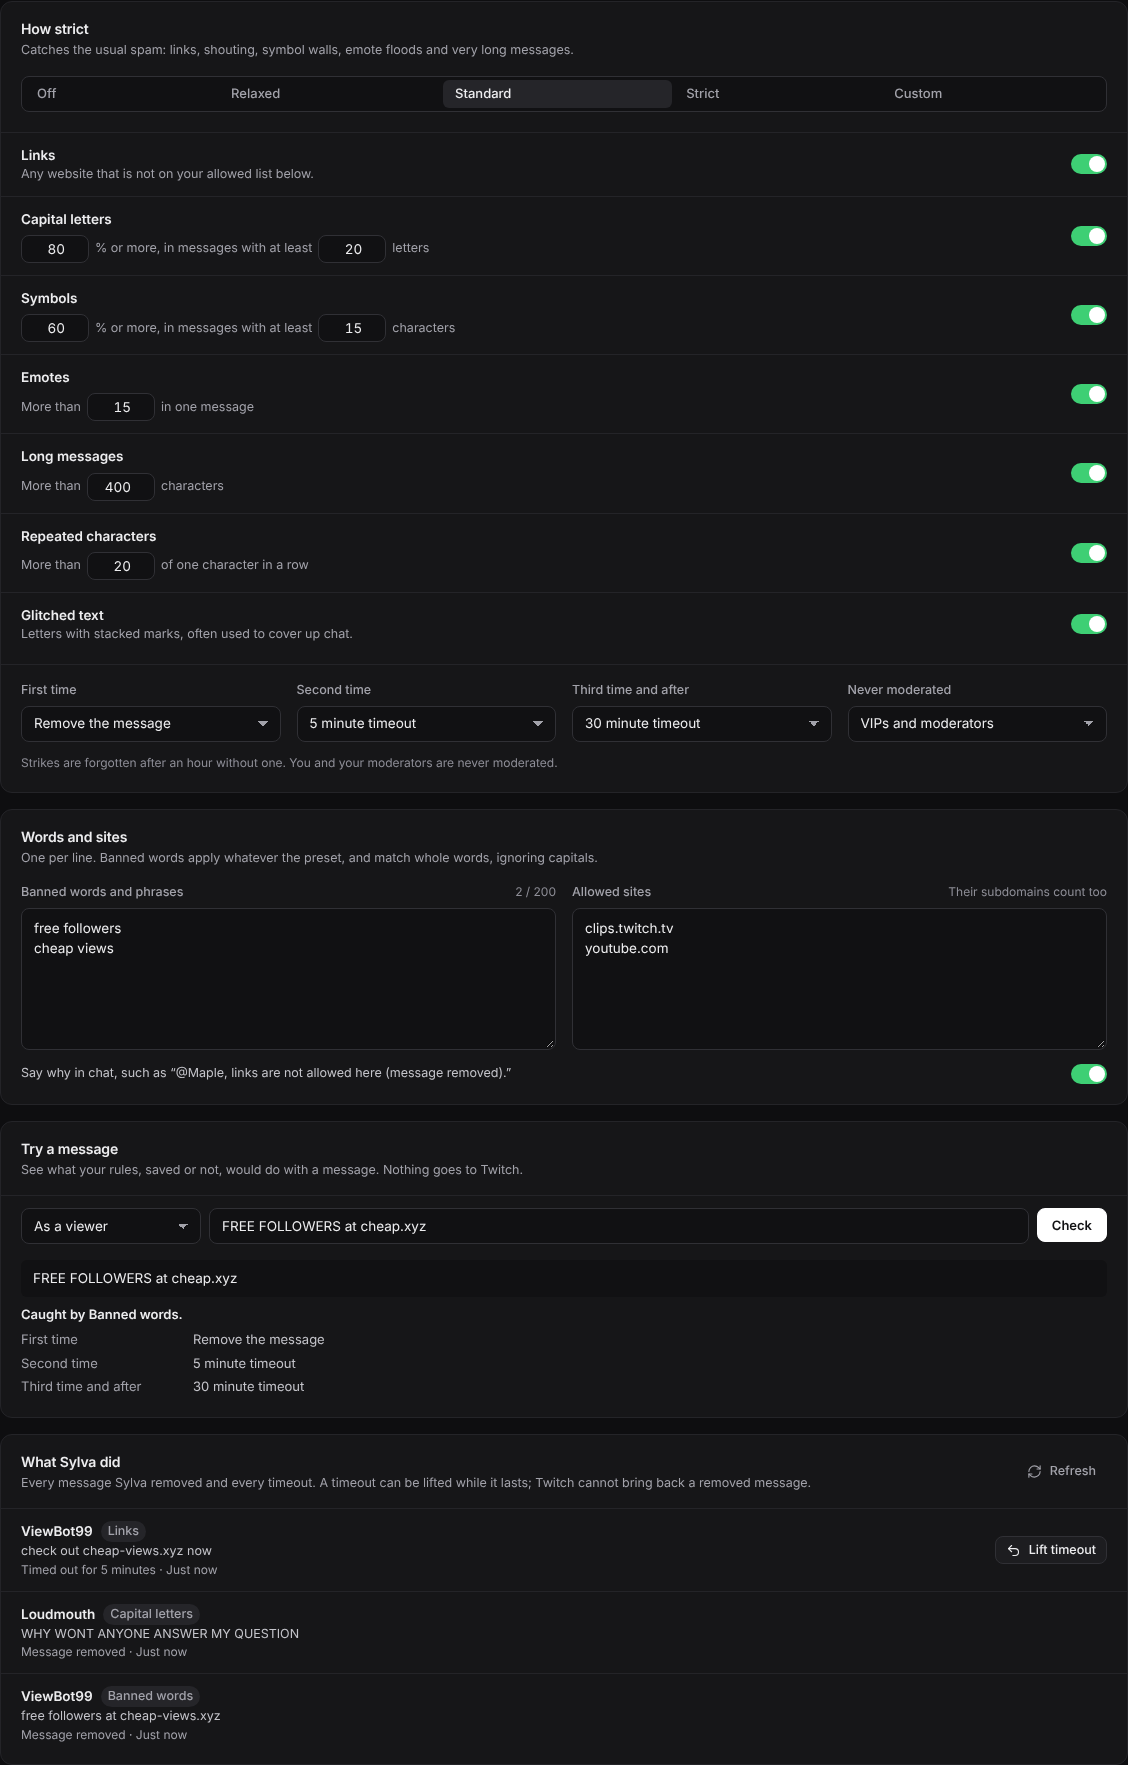 How strict
Catches the usual spam: links, shouting, symbol walls, emote floods and very long messages.
Off Relaxed Standard Strict Custom
Links
Any website that is not on your allowed list below.
Capital letters
80 % or more, in messages with at least 20 letters
Symbols
60 % or more, in messages with at least 15 characters
Emotes
More than 15 in one message
Long messages
More than 400 characters
Repeated characters
More than 20 of one character in a row
Glitched text
Letters with stacked marks, often used to cover up chat.
First time Second time Third time and after Never moderated
Remove the message 5 minute timeout 30 minute timeout VIPs and moderators
Strikes are forgotten after an hour without one. You and your moderators are never moderated.
Words and sites
One per line. Banned words apply whatever the preset, and match whole words, ignoring capitals.
Banned words and phrases 2 / 200 Allowed sites Their subdomains count too
free followers clips.twitch.tv
cheap views youtube.com
Say why in chat, such as “@Maple, links are not allowed here (message removed).”
Try a message
See what your rules, saved or not, would do with a message. Nothing goes to Twitch.
As a viewer FREE FOLLOWERS at cheap.xyz Check
FREE FOLLOWERS at cheap.xyz
Caught by Banned words.
First time Remove the message
Second time 5 minute timeout
Third time and after 30 minute timeout
What Sylva did
Every message Sylva removed and every timeout. A timeout can be lifted while it lasts; Twitch cannot bring back a removed message.
Refresh
ViewBot99 Links
check out cheap-views.xyz now
Timed out for 5 minutes · Just now
Lift timeout
Loudmouth Capital letters
WHY WONT ANYONE ANSWER MY QUESTION
Message removed · Just now
ViewBot99 Banned words
free followers at cheap-views.xyz
Message removed · Just now